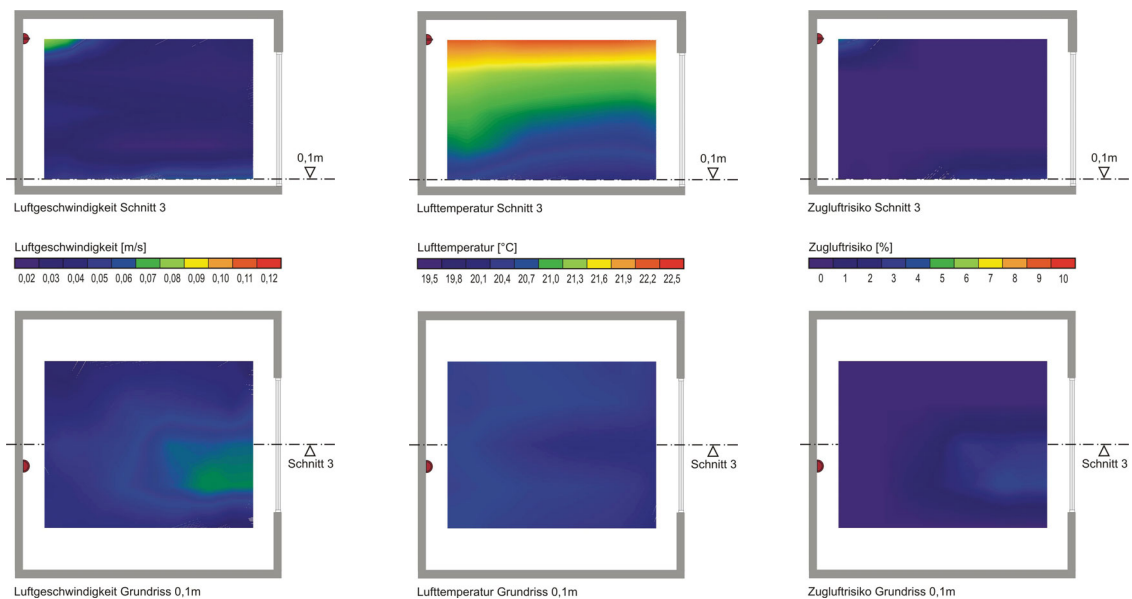 0,1m
0,1m
0,1m
Luftgeschwindigkeit Schnitt 3
Lufttemperatur Schnitt 3
Zugluftrisiko Schnitt 3
Luftgeschwindigkeit [m/s]
0,02 0,03 0,04 0,05 0,06 0,07 0,08 0,09 0,10 0,11 0,12
Lufttemperatur [°C]
19,5 19,8 20,1 20,4 20,7 21,0 21,3 21,6 21,9 22,2 22,5
Zugluftrisiko [%]
0 1 2 3 4 5 6 7 8 9 10
Schnitt 3
Schnitt 3
Schnitt 3
Luftgeschwindigkeit Grundriss 0,1m
Lufttemperatur Grundriss 0,1m
Zugluftrisiko Grundriss 0,1m